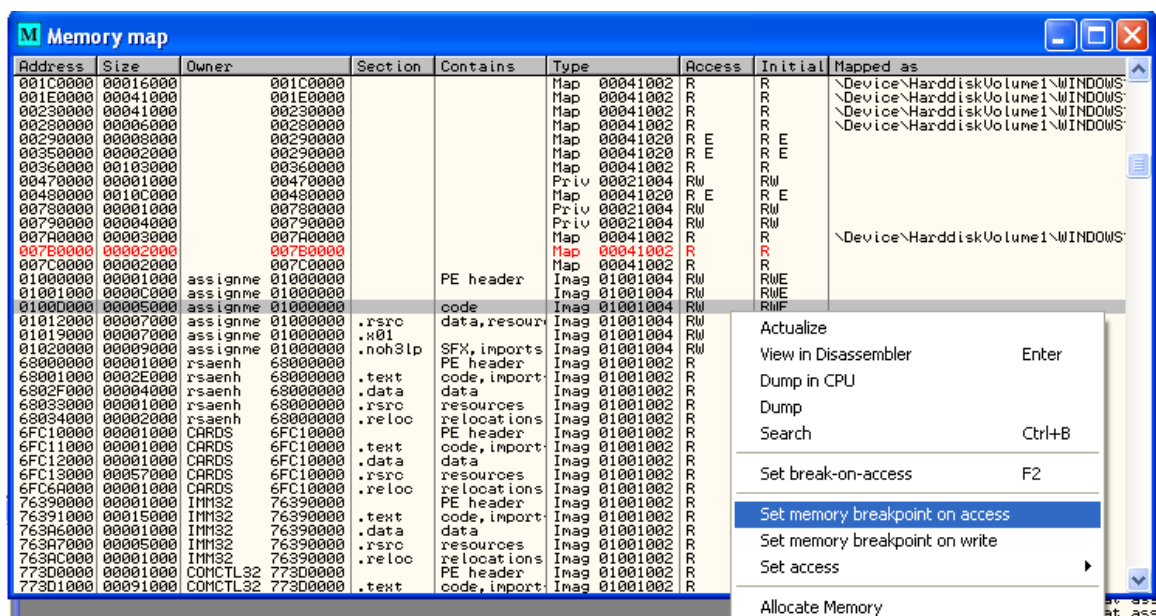 M Memory map
Address Size Owner Section Contains Type Access Initial Mapped as
001C0000 00016000 001C0000 Map 00041002 R R \Device\HarddiskVolume1\WINDOWS
001E0000 00041000 001E0000 Map 00041002 R R \Device\HarddiskVolume1\WINDOWS
00230000 00041000 00230000 Map 00041002 R R \Device\HarddiskVolume1\WINDOWS
00280000 00006000 00280000 Map 00041002 R R \Device\HarddiskVolume1\WINDOWS
00290000 00008000 00290000 Map 00041020 R E R E
00350000 00002000 00290000 Map 00041020 R E R E
00360000 00103000 00360000 Map 00041002 R R
00470000 00001000 00470000 Priv 00021004 RW RW
00480000 0010C000 00480000 Map 00041020 R E R E
00780000 00001000 00780000 Priv 00021004 RW RW
00790000 00004000 00790000 Priv 00021004 RW RW
007A0000 00003000 007A0000 Map 00041002 R R \Device\HarddiskVolume1\WINDOWS
007B0000 00002000 007B0000 Map 00041002 R R
007C0000 00002000 007C0000 Map 00041002 R R
01000000 00001000 assignme 01000000 PE header Imag 01001004 RW RWE
01001000 0000C000 assignme 01000000 Imag 01001004 RW RWE
0100D000 00005000 assignme 01000000 code Imag 01001004 RW RWE
01012000 00007000 assignme 01000000 .rsrc data,resour Imag 01001004 RW
01019000 00007000 assignme 01000000 .x01 Imag 01001004 RW
01020000 00009000 assignme 01000000 .noh3lp SFX,imports Imag 01001004 RW
68000000 00001000 rsaenh 68000000 PE header Imag 01001002 R
68001000 0002E000 rsaenh 68000000 .text code,import Imag 01001002 R
6802F000 00004000 rsaenh 68000000 .data data Imag 01001002 R
68033000 00001000 rsaenh 68000000 .rsrc resources Imag 01001002 R
68034000 00002000 rsaenh 68000000 .reloc relocations Imag 01001002 R
6FC10000 00001000 CARDS 6FC10000 PE header Imag 01001002 R
6FC11000 00001000 CARDS 6FC10000 .text code,import Imag 01001002 R
6FC12000 00001000 CARDS 6FC10000 .data data Imag 01001002 R
6FC13000 00057000 CARDS 6FC10000 .rsrc resources Imag 01001002 R
6FC6A000 00001000 CARDS 6FC10000 .reloc relocations Imag 01001002 R
76390000 00001000 IMM32 76390000 PE header Imag 01001002 R
76391000 00015000 IMM32 76390000 .text code,import Imag 01001002 R
763A6000 00001000 IMM32 76390000 .data data Imag 01001002 R
763A7000 00005000 IMM32 76390000 .rsrc resources Imag 01001002 R
763AC000 00001000 IMM32 76390000 .reloc relocations Imag 01001002 R
773D0000 00001000 COMCTL32 773D0000 PE header Imag 01001002 R
773D1000 00091000 COMCTL32 773D0000 .text code,import Imag 01001002 R
Actualize
View in Disassembler Enter
Dump in CPU
Dump
Search Ctrl+B
Set break-on-access F2
Set memory breakpoint on access
Set memory breakpoint on write
Set access
Allocate Memory